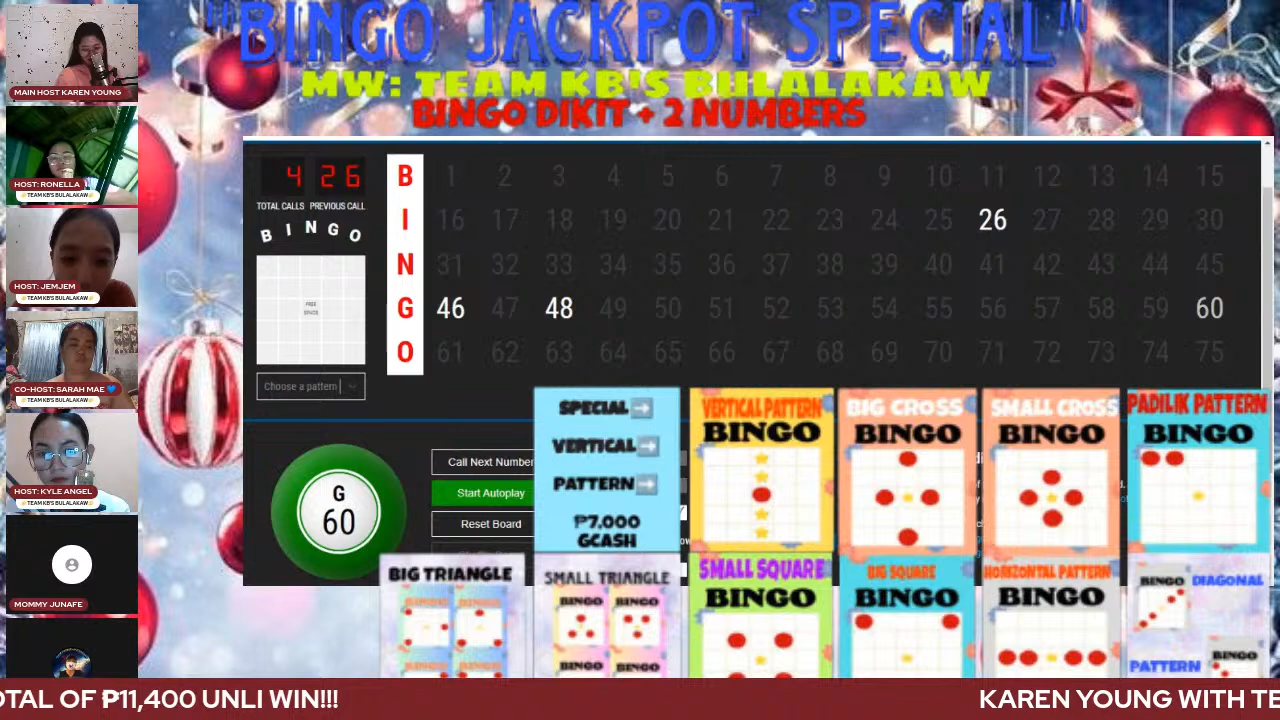 "BINGO JACKPOT SPECIAL"
MW: TEAM KB'S BULALAKAW
BINGO DIKIT + 2 NUMBERS
MAIN HOST KAREN YOUNG
HOST: RONELLA
TEAM KB'S BULALAKAW
HOST: JEMJEM
TEAM KB'S BULALAKAW
CO-HOST: SARAH MAE 💙
TEAM KB'S BULALAKAW
HOST: KYLE ANGEL
TEAM KB'S BULALAKAW
MOMMY JUNAFE
4 26
TOTAL CALLS PREVIOUS CALL
B I N G O
FREE
SPACE
Choose a pattern
B 1 2 3 4 5 6 7 8 9 10 11 12 13 14 15
I 16 17 18 19 20 21 22 23 24 25 26 27 28 29 30
N 31 32 33 34 35 36 37 38 39 40 41 42 43 44 45
G 46 47 48 49 50 51 52 53 54 55 56 57 58 59 60
O 61 62 63 64 65 66 67 68 69 70 71 72 73 74 75
G
60
Call Next Number
Start Autoplay
Reset Board
SPECIAL➡️
VERTICAL➡️
PATTERN➡️
₱7,000
GCASH
VERTICAL PATTERN
BINGO
BIG CROSS
BINGO
SMALL CROSS
BINGO
PADILIK PATTERN
BINGO
BIG TRIANGLE
SMALL TRIANGLE
BINGO BINGO
BINGO BINGO
SMALL SQUARE
BINGO
BIG SQUARE
BINGO
HORIZONTAL PATTERN
BINGO
BINGO DIAGONAL
PATTERN BINGO
OTAL OF ₱11,400 UNLI WIN!!!
KAREN YOUNG WITH TE